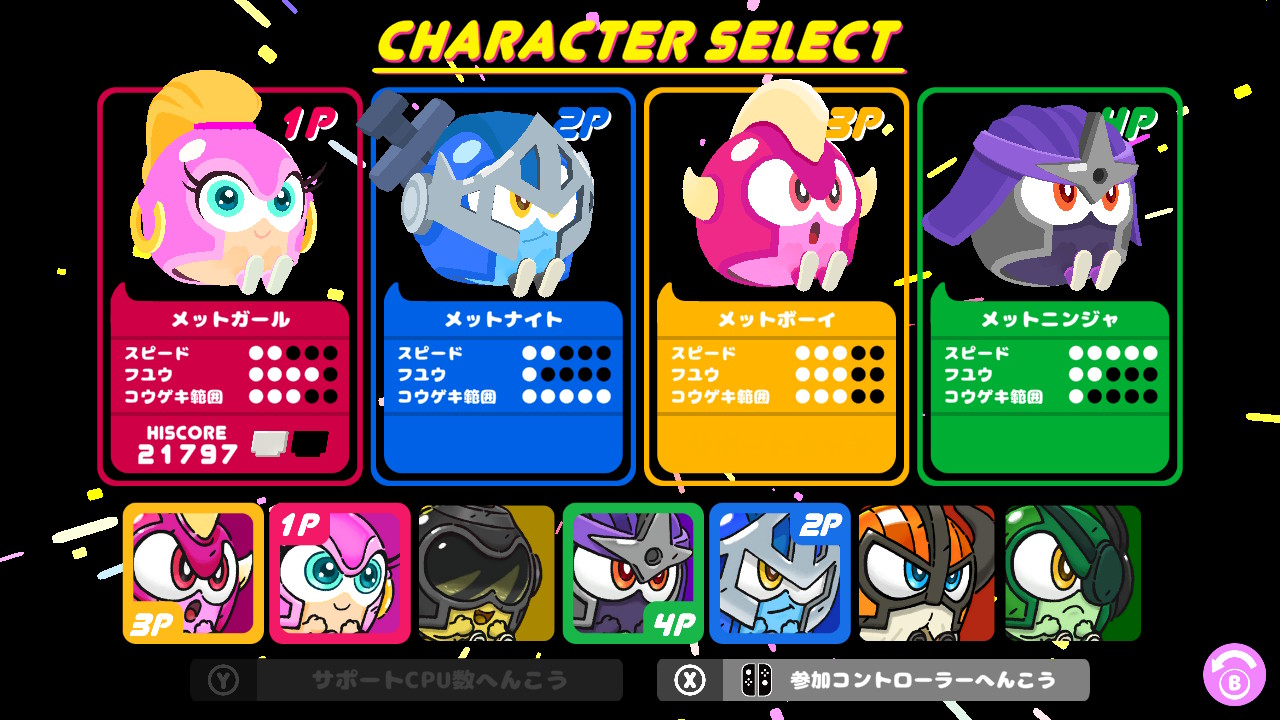 CHARACTER SELECT
1P
2P
3P
4P
メットガール
スピード
フユウ
コウゲキ範囲
HISCORE
21797
メットナイト
スピード
フユウ
コウゲキ範囲
メットボーイ
スピード
フユウ
コウゲキ範囲
メットニンジャ
スピード
フユウ
コウゲキ範囲
3P
1P
4P
2P
Y サポートCPU数へんこう
X 参加コントローラーへんこう
B